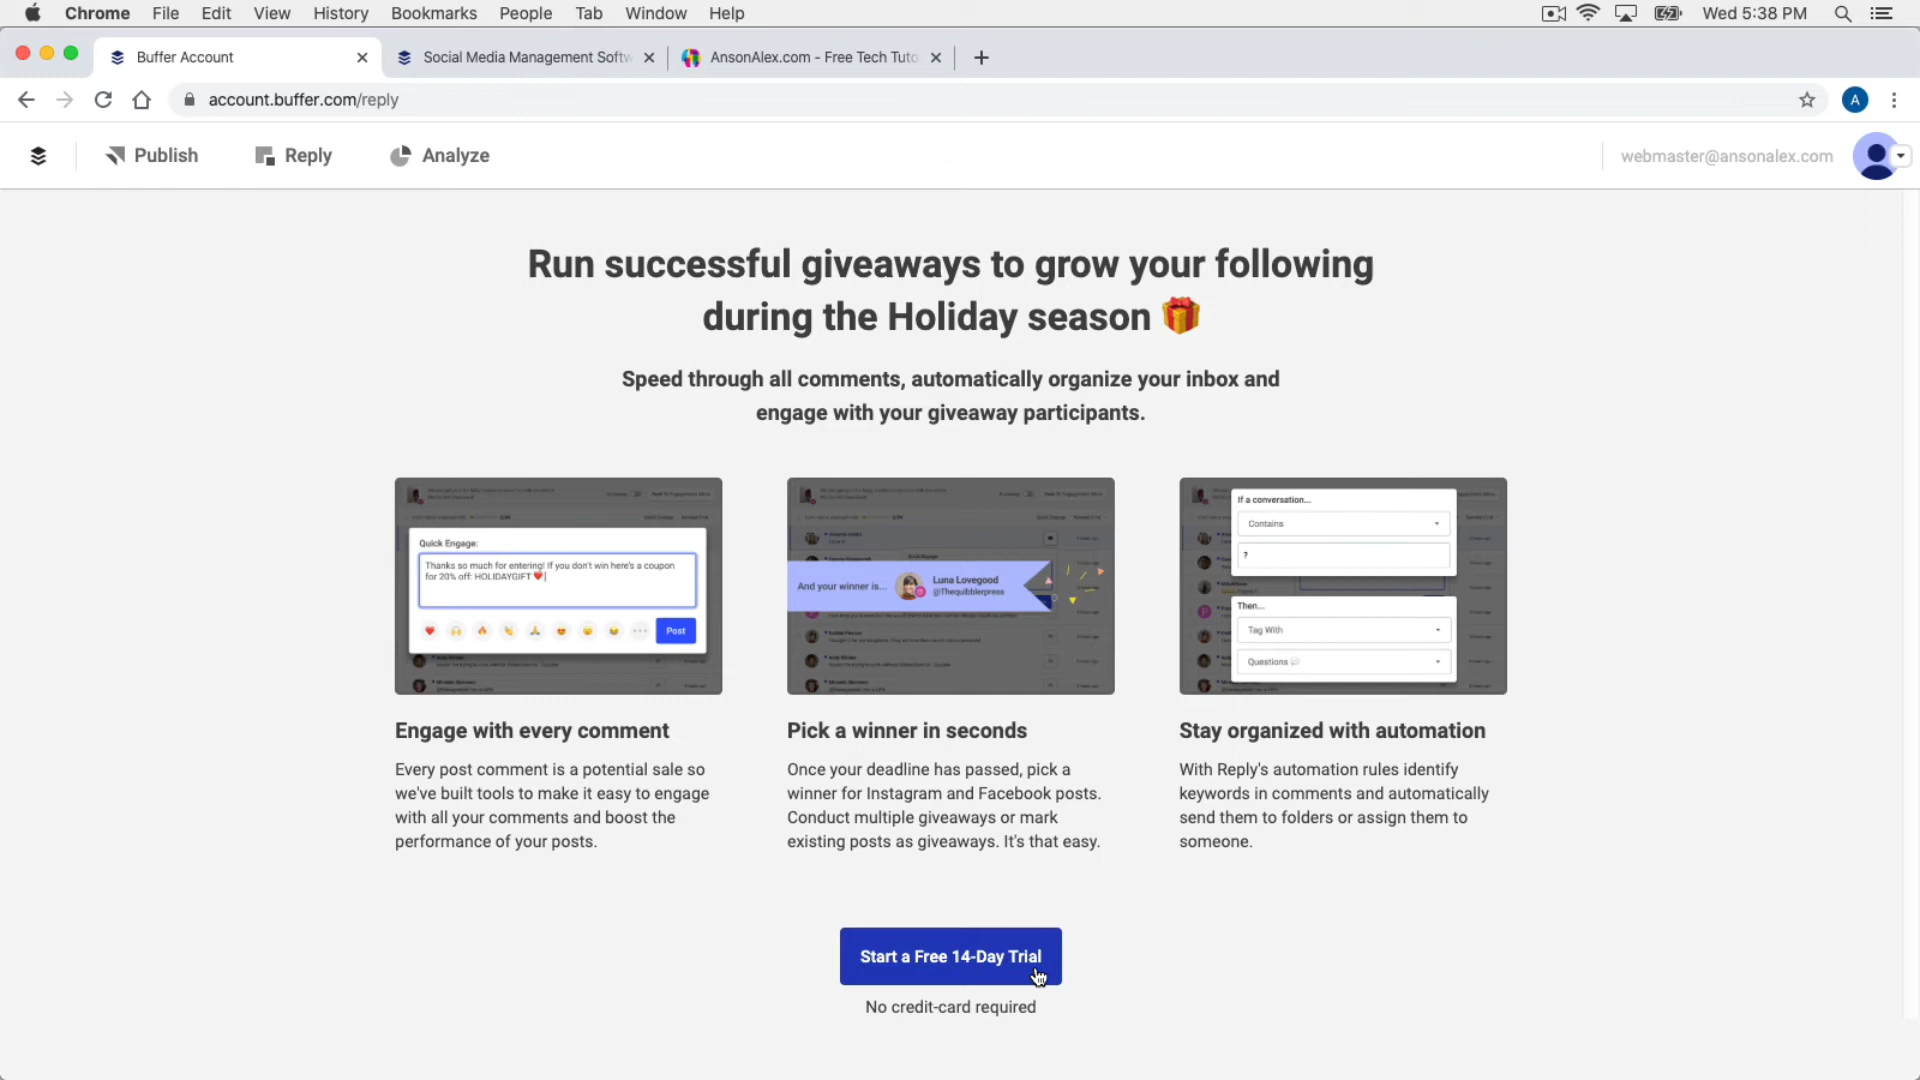 Chrome File Edit View History Bookmarks People Tab Window Help Wed 5:38 PM
Buffer Account Social Media Management Softw AnsonAlex.com - Free Tech Tuto
account.buffer.com/reply A
Publish Reply Analyze webmaster@ansonalex.com
Run successful giveaways to grow your following
during the Holiday season
Speed through all comments, automatically organize your inbox and
engage with your giveaway participants.
Quick Engage:
Thanks so much for entering! If you don't win here's a coupon
for 20% off: HOLIDAYGIFT
Post
And your winner is...
Luna Lovegood
@Thequibblerpress
If a conversation...
Contains
?
Then...
Tag With
Questions
Engage with every comment
Every post comment is a potential sale so
we've built tools to make it easy to engage
with all your comments and boost the
performance of your posts.
Pick a winner in seconds
Once your deadline has passed, pick a
winner for Instagram and Facebook posts.
Conduct multiple giveaways or mark
existing posts as giveaways. It's that easy.
Stay organized with automation
With Reply's automation rules identify
keywords in comments and automatically
send them to folders or assign them to
someone.
Start a Free 14-Day Trial
No credit-card required